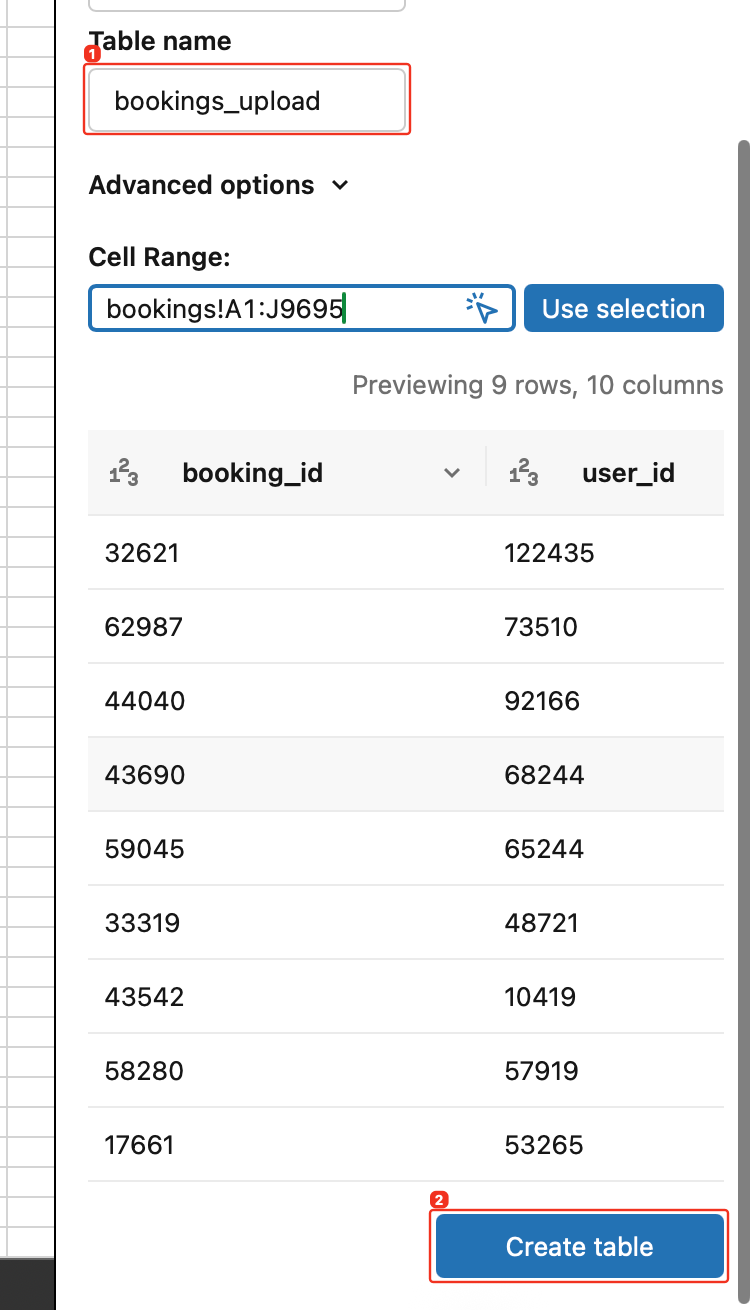 Table name
1
bookings_upload
Advanced options
Cell Range:
bookings!A1:J9695
Use selection
Previewing 9 rows, 10 columns
123 booking_id 123 user_id
32621 122435
62987 73510
44040 92166
43690 68244
59045 65244
33319 48721
43542 10419
58280 57919
17661 53265
2
Create table